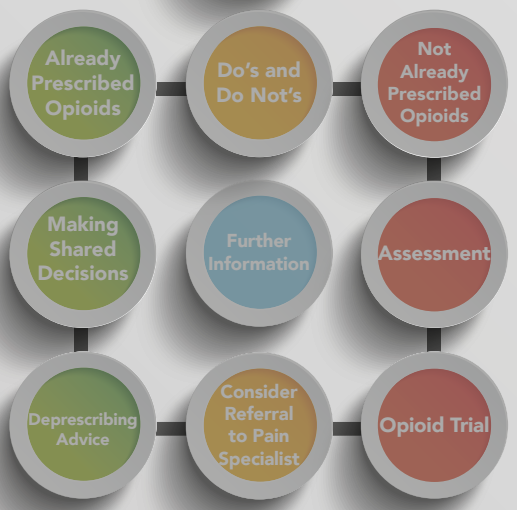 Already
Prescribed
Opioids
Do's and
Do Not's
Not
Already
Prescribed
Opioids
Making
Shared
Decisions
Further
Information
Assessment
Deprescribing
Advice
Consider
Referral
to Pain
Specialist
Opioid Trial